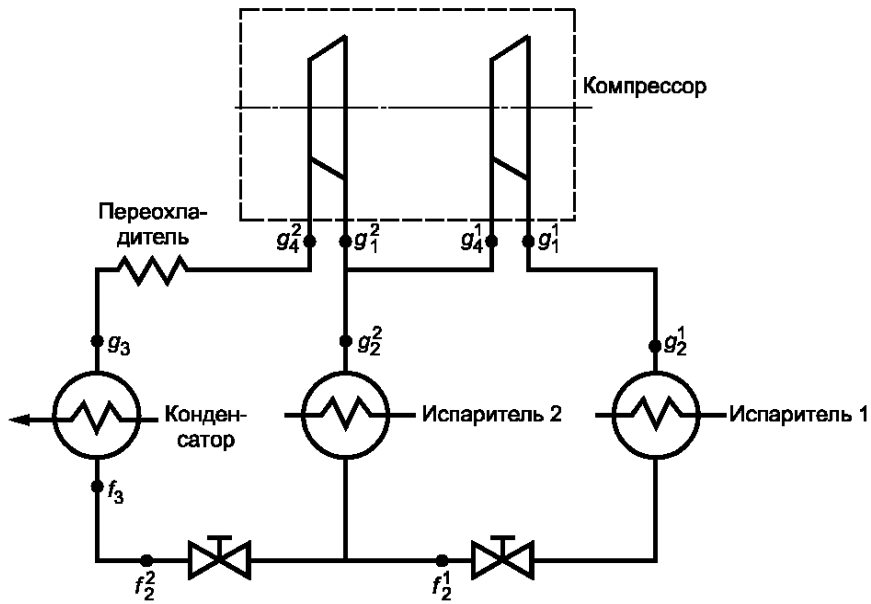 Компрессор
Переохла-
дитель
g₄²
g₁²
g₄¹
g₁¹
g₃
g₂²
g₂¹
Конден-
сатор
Испаритель 2
Испаритель 1
f₃
f₂²
f₂¹